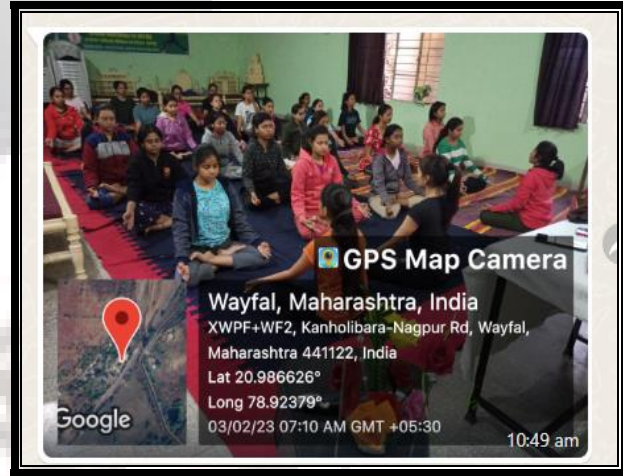 GPS Map Camera
Wayfal, Maharashtra, India
XWPF+WF2, Kanholibara-Nagpur Rd, Wayfal,
Maharashtra 441122, India
Lat 20.986626°
Long 78.92379°
03/02/23 07:10 AM GMT +05:30
Google
10:49 am